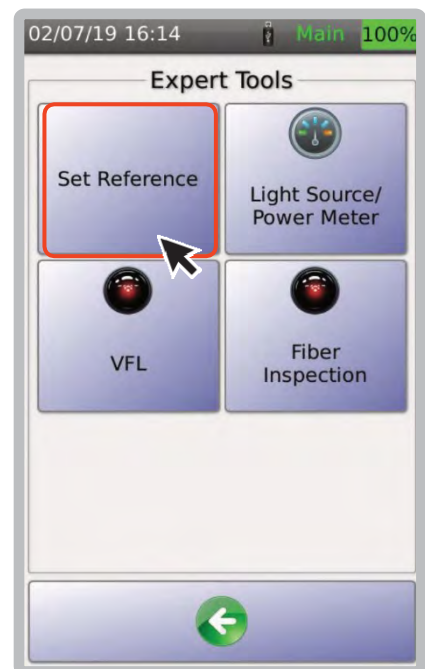 02/07/19 16:14 Main 100%
Expert Tools
Set Reference
Light Source/
Power Meter
VFL
Fiber
Inspection